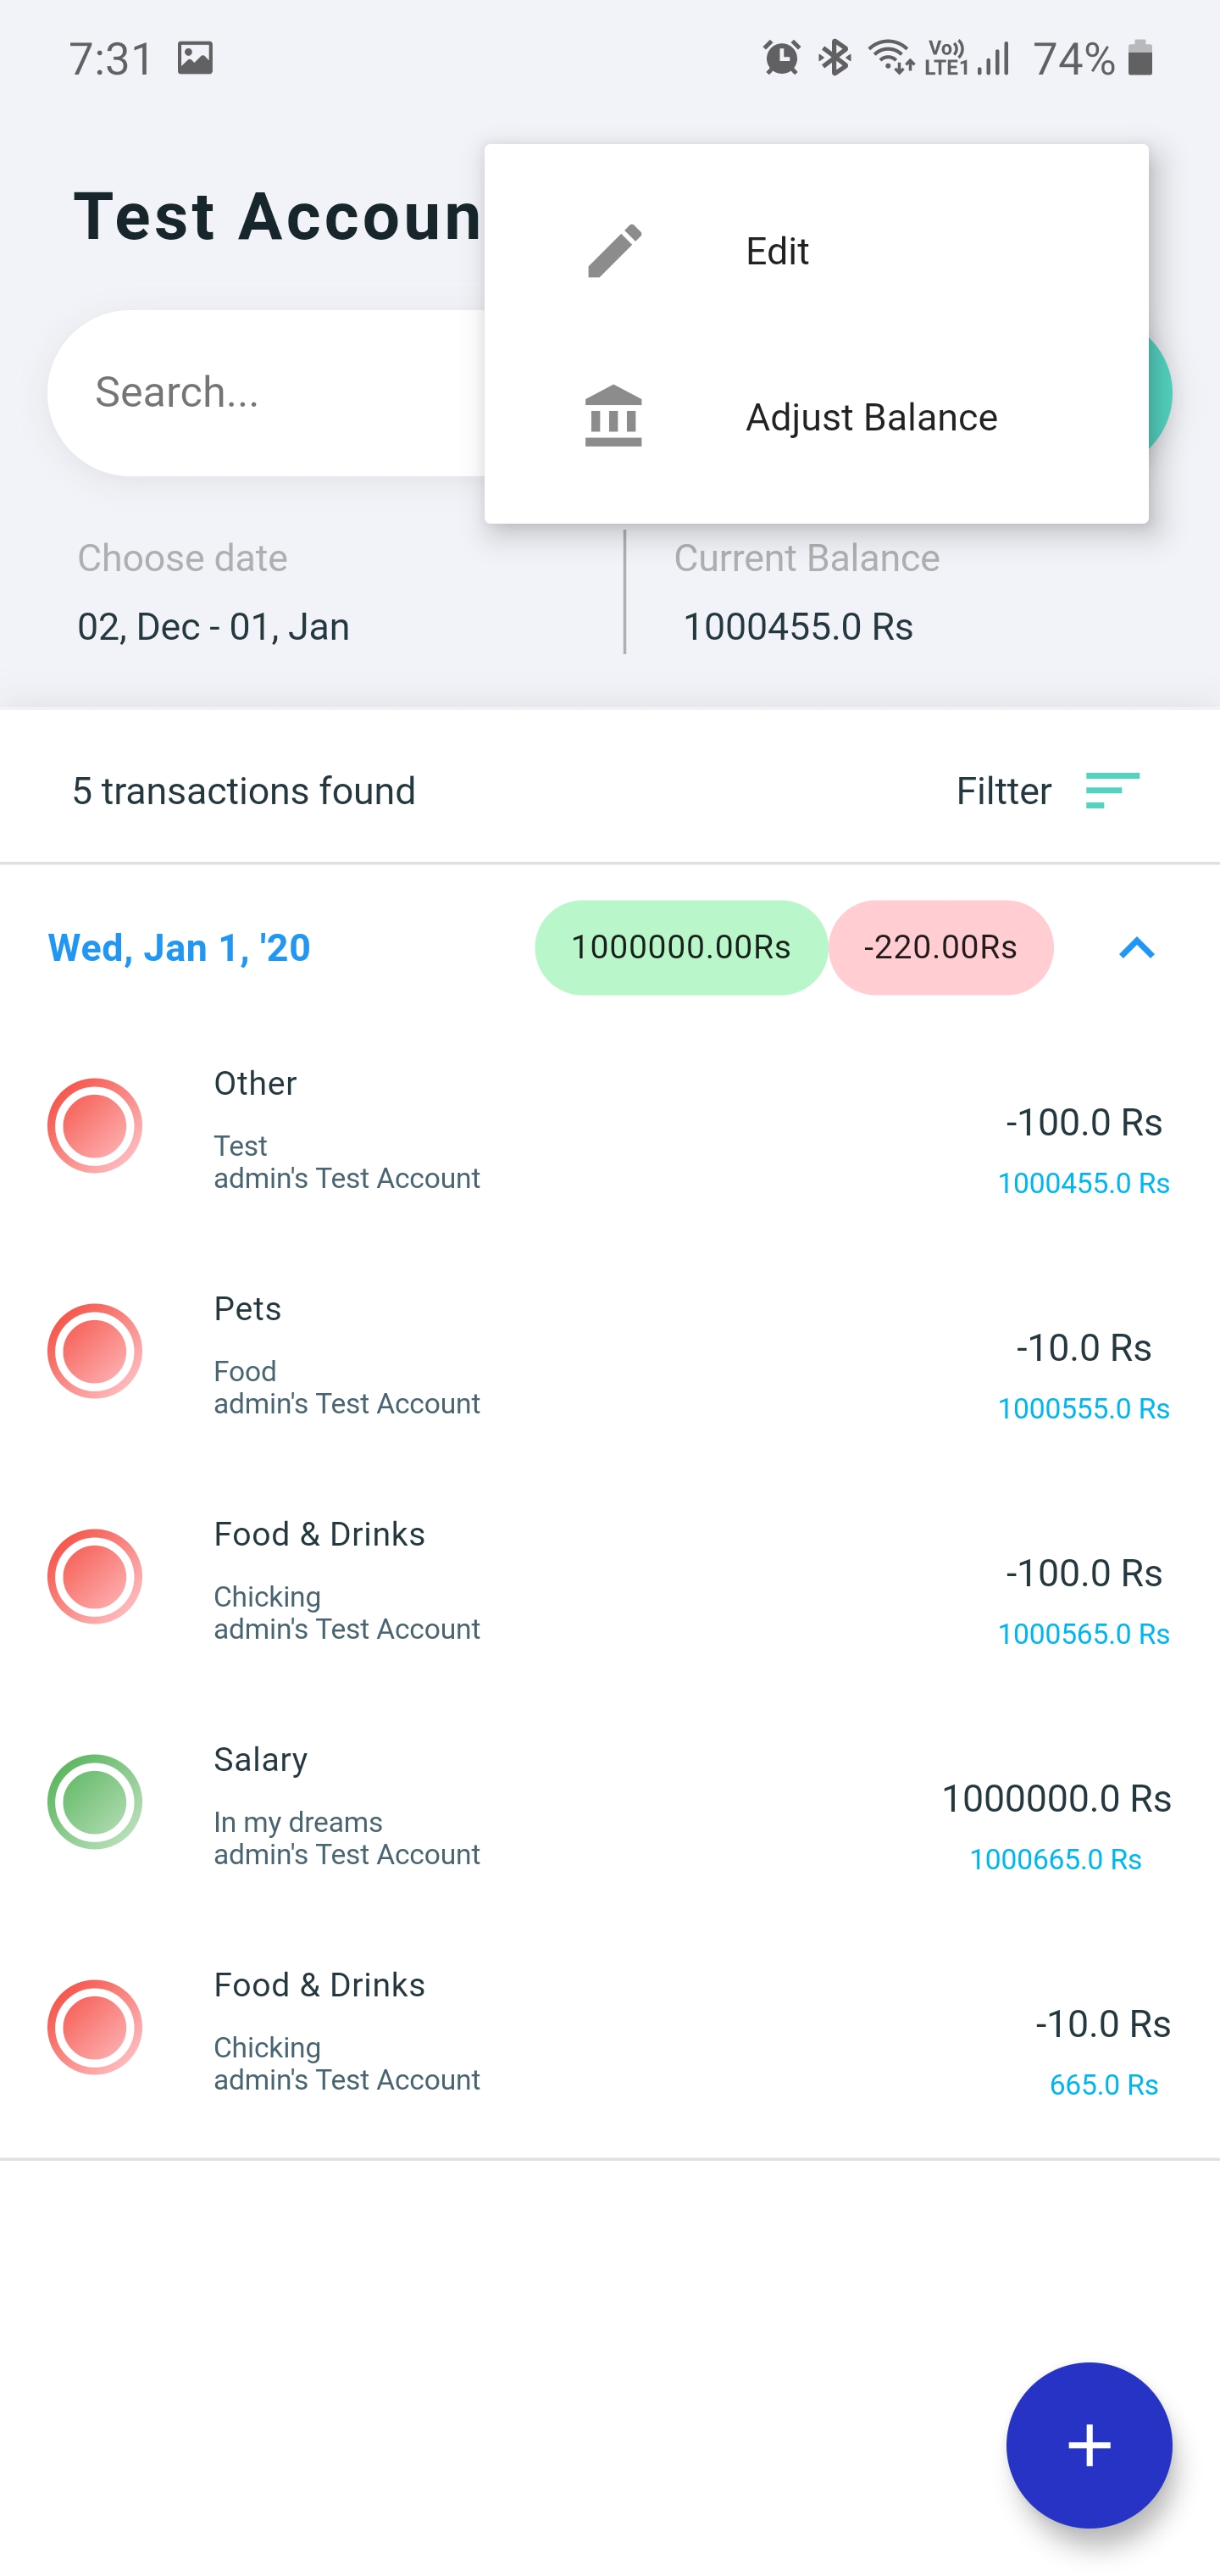 7:31
Vo)) LTE1 74%
Test Accoun
Edit
Search...
Adjust Balance
Choose date
Current Balance
02, Dec - 01, Jan
1000455.0 Rs
5 transactions found
Filtter
Wed, Jan 1, '20
1000000.00Rs
-220.00Rs
Other
Test
admin's Test Account
-100.0 Rs
1000455.0 Rs
Pets
Food
admin's Test Account
-10.0 Rs
1000555.0 Rs
Food & Drinks
Chicking
admin's Test Account
-100.0 Rs
1000565.0 Rs
Salary
In my dreams
admin's Test Account
1000000.0 Rs
1000665.0 Rs
Food & Drinks
Chicking
admin's Test Account
-10.0 Rs
665.0 Rs